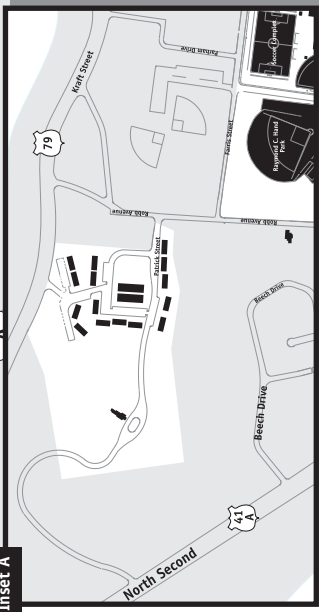 Inset A
Kraft Street
79
Parham Drive
Soccer Complex
Farris Street
Raymond C. Hand
Park
Robb Avenue
Robb Avenue
Patrick Street
Beech Drive
Beech Drive
41
A
North Second